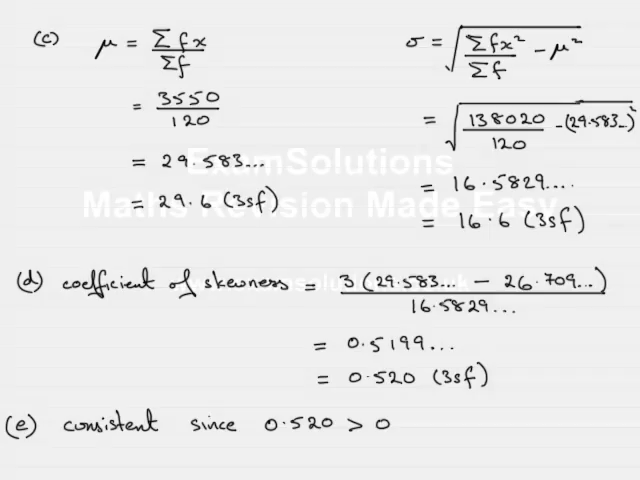 (c) μ = Σfx / Σf
= 3550 / 120
= 29.583...
= 29.6 (3sf)
σ = √(Σfx² / Σf − μ²)
= √(138020 / 120 − (29.583...)²)
= 16.5829....
= 16.6 (3sf)
ExamSolutions
Maths Revision Made Easy
(d) coefficient of skewness = 3(29.583... − 26.709...) / 16.5829...
= 0.5199...
= 0.520 (3sf)
(e) consistent since 0.520 > 0